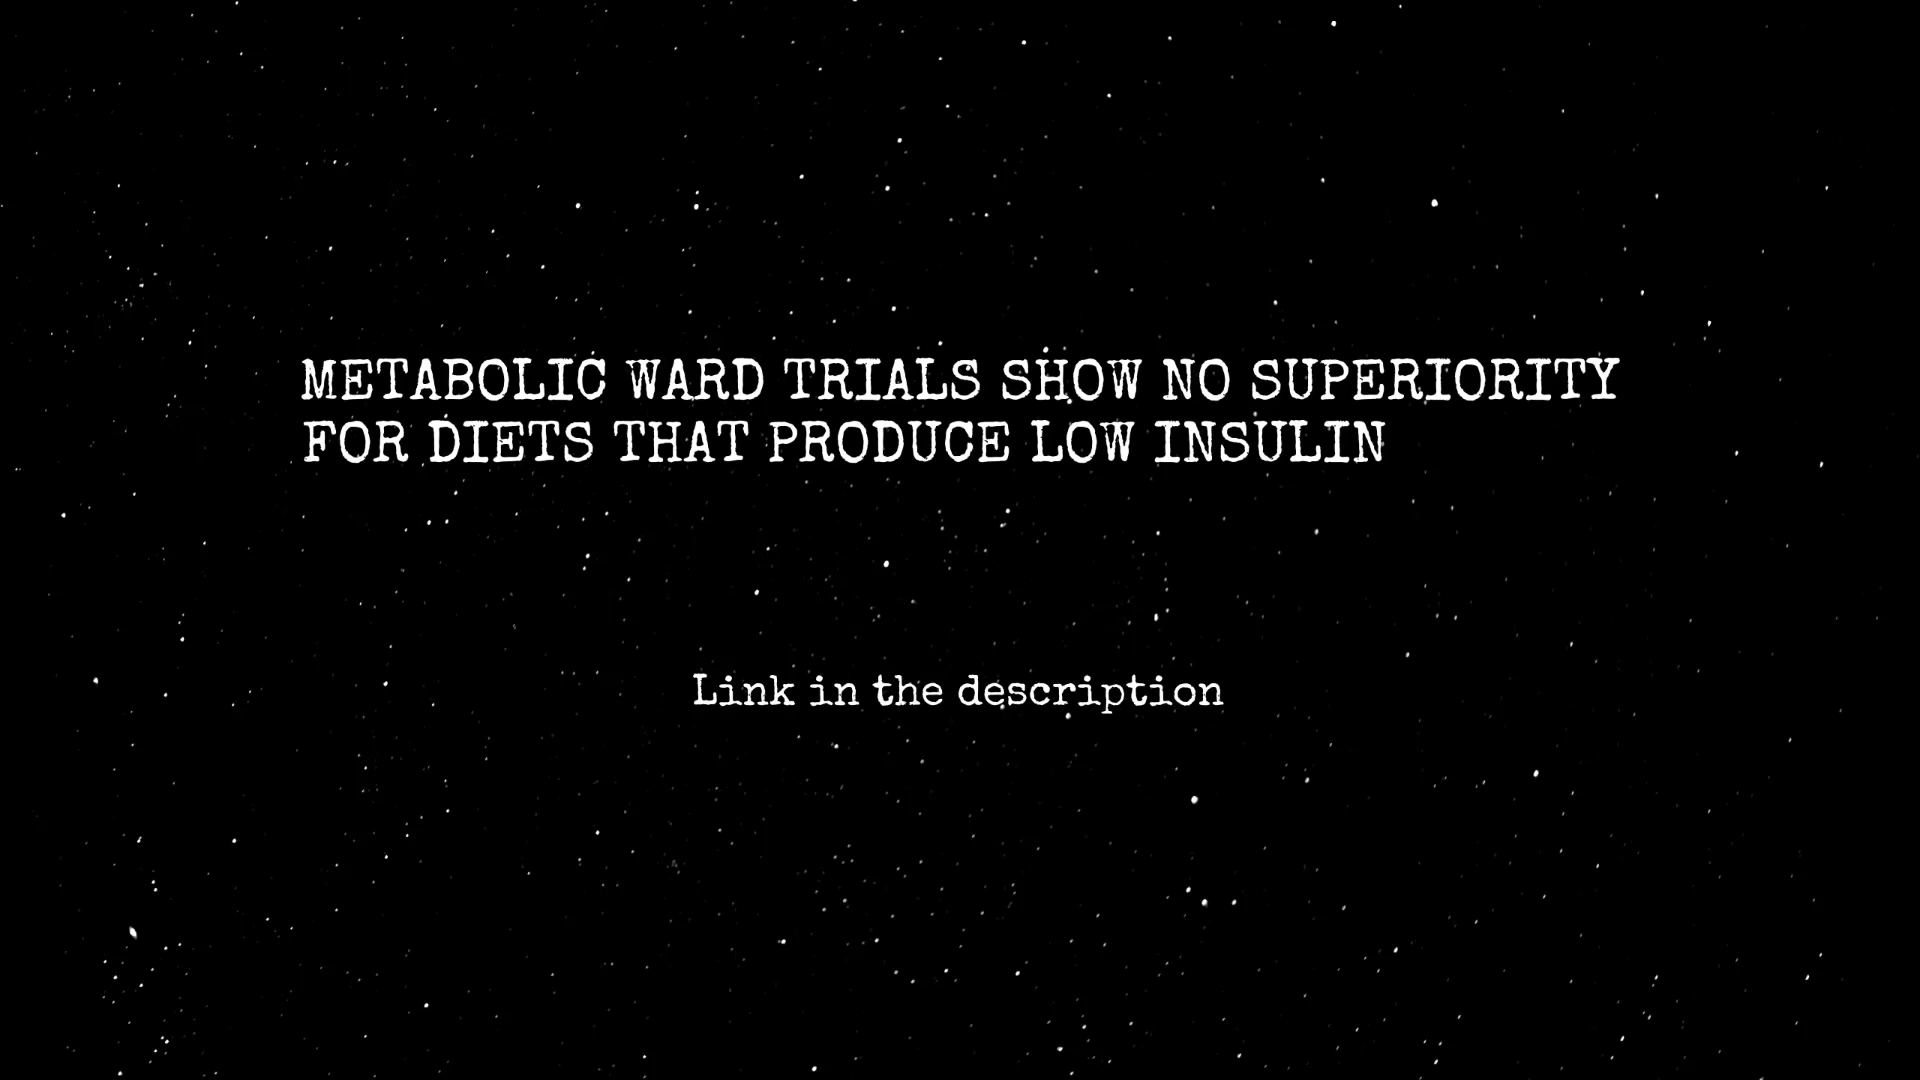 METABOLIC WARD TRIALS SHOW NO SUPERIORITY
FOR DIETS THAT PRODUCE LOW INSULIN
Link in the description